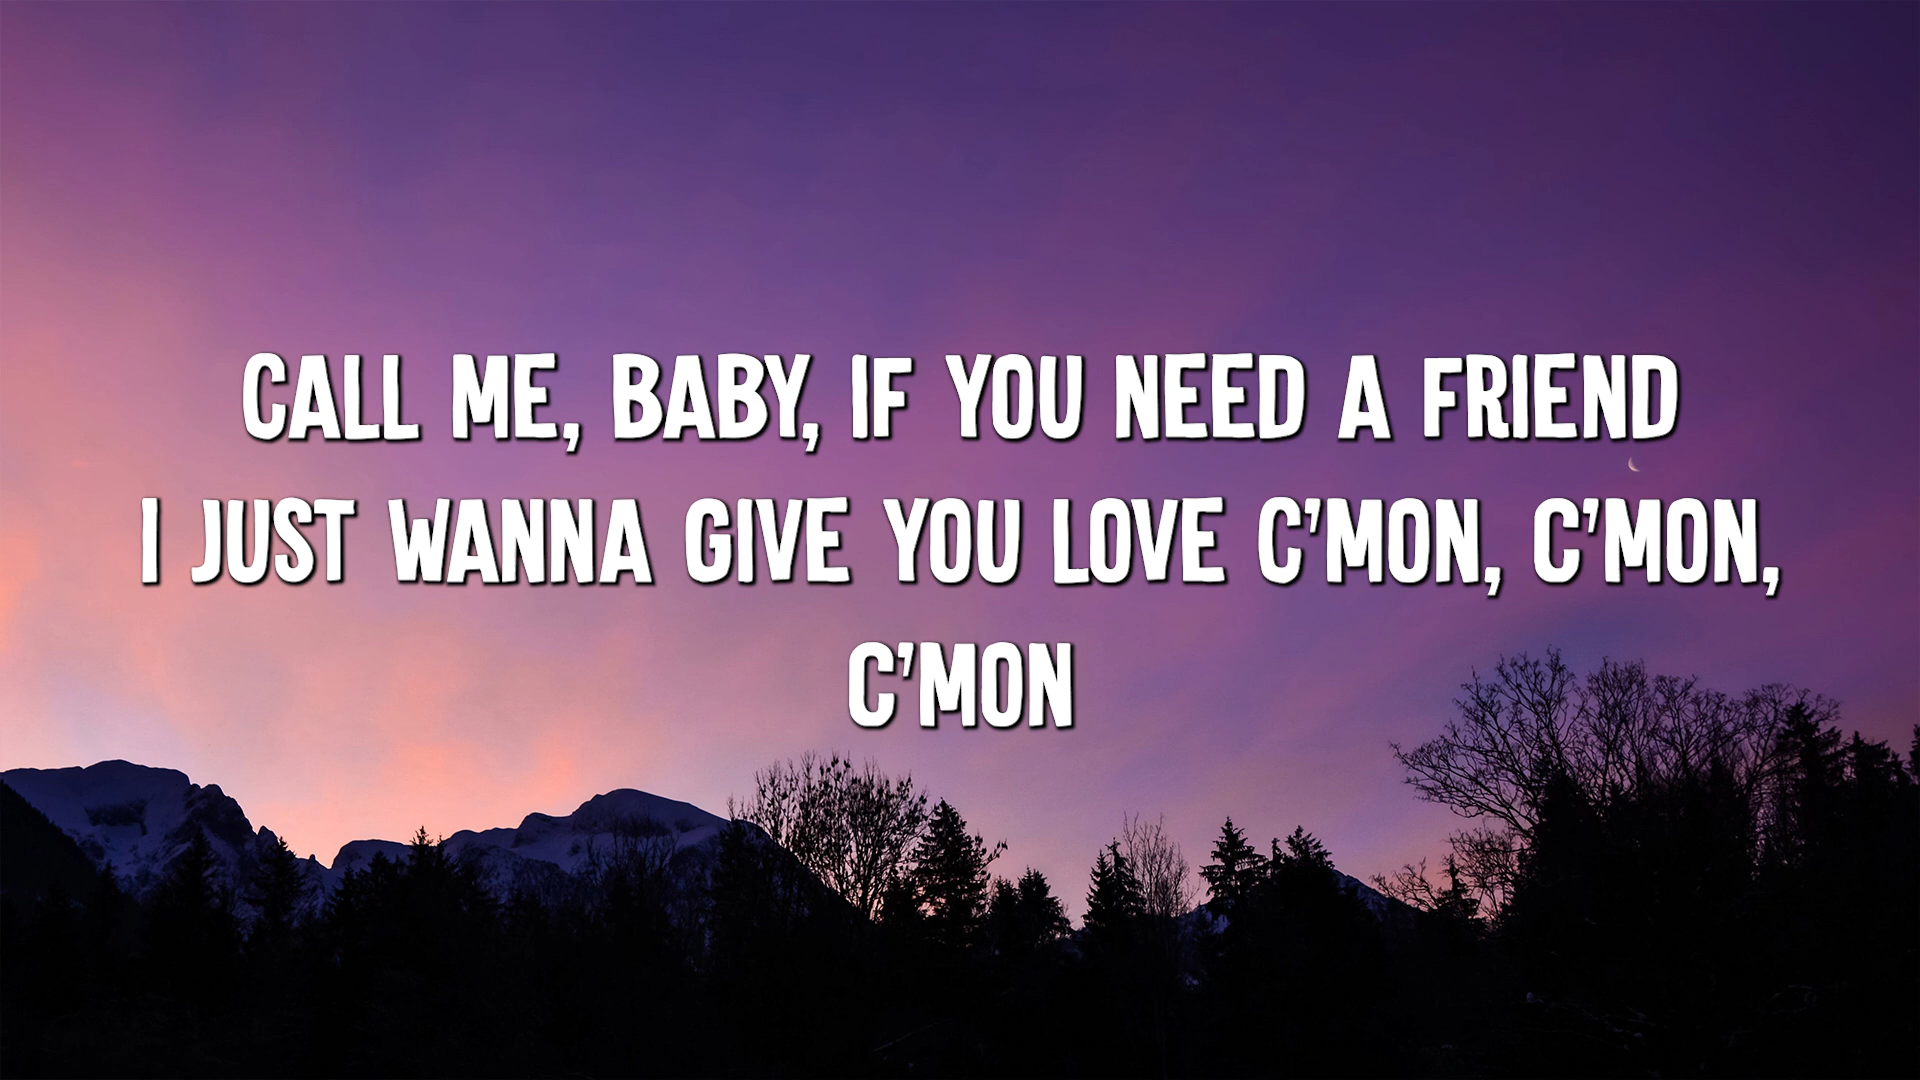 CALL ME, BABY, IF YOU NEED A FRIEND
I JUST WANNA GIVE YOU LOVE C'MON, C'MON,
C'MON